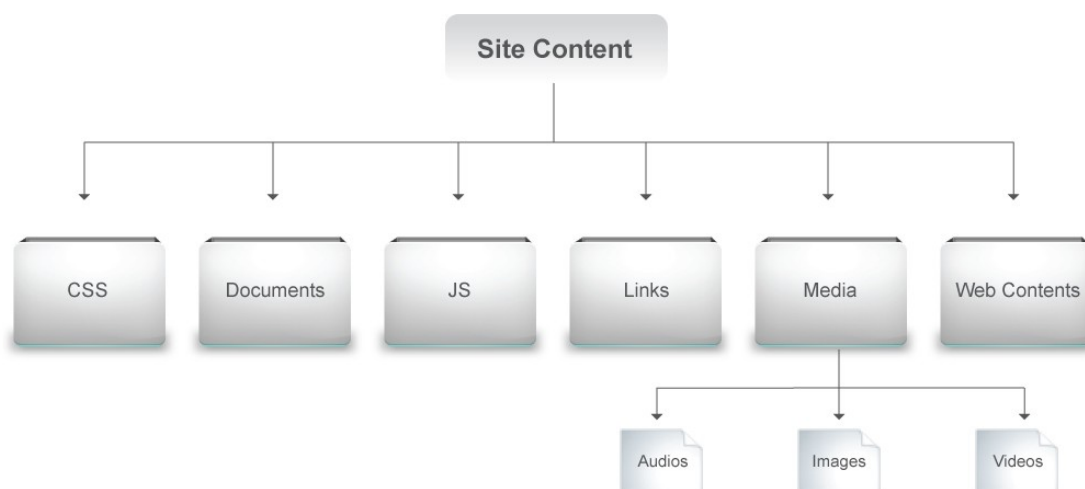 Site Content
CSS
Documents
JS
Links
Media
Web Contents
Audios
Images
Videos